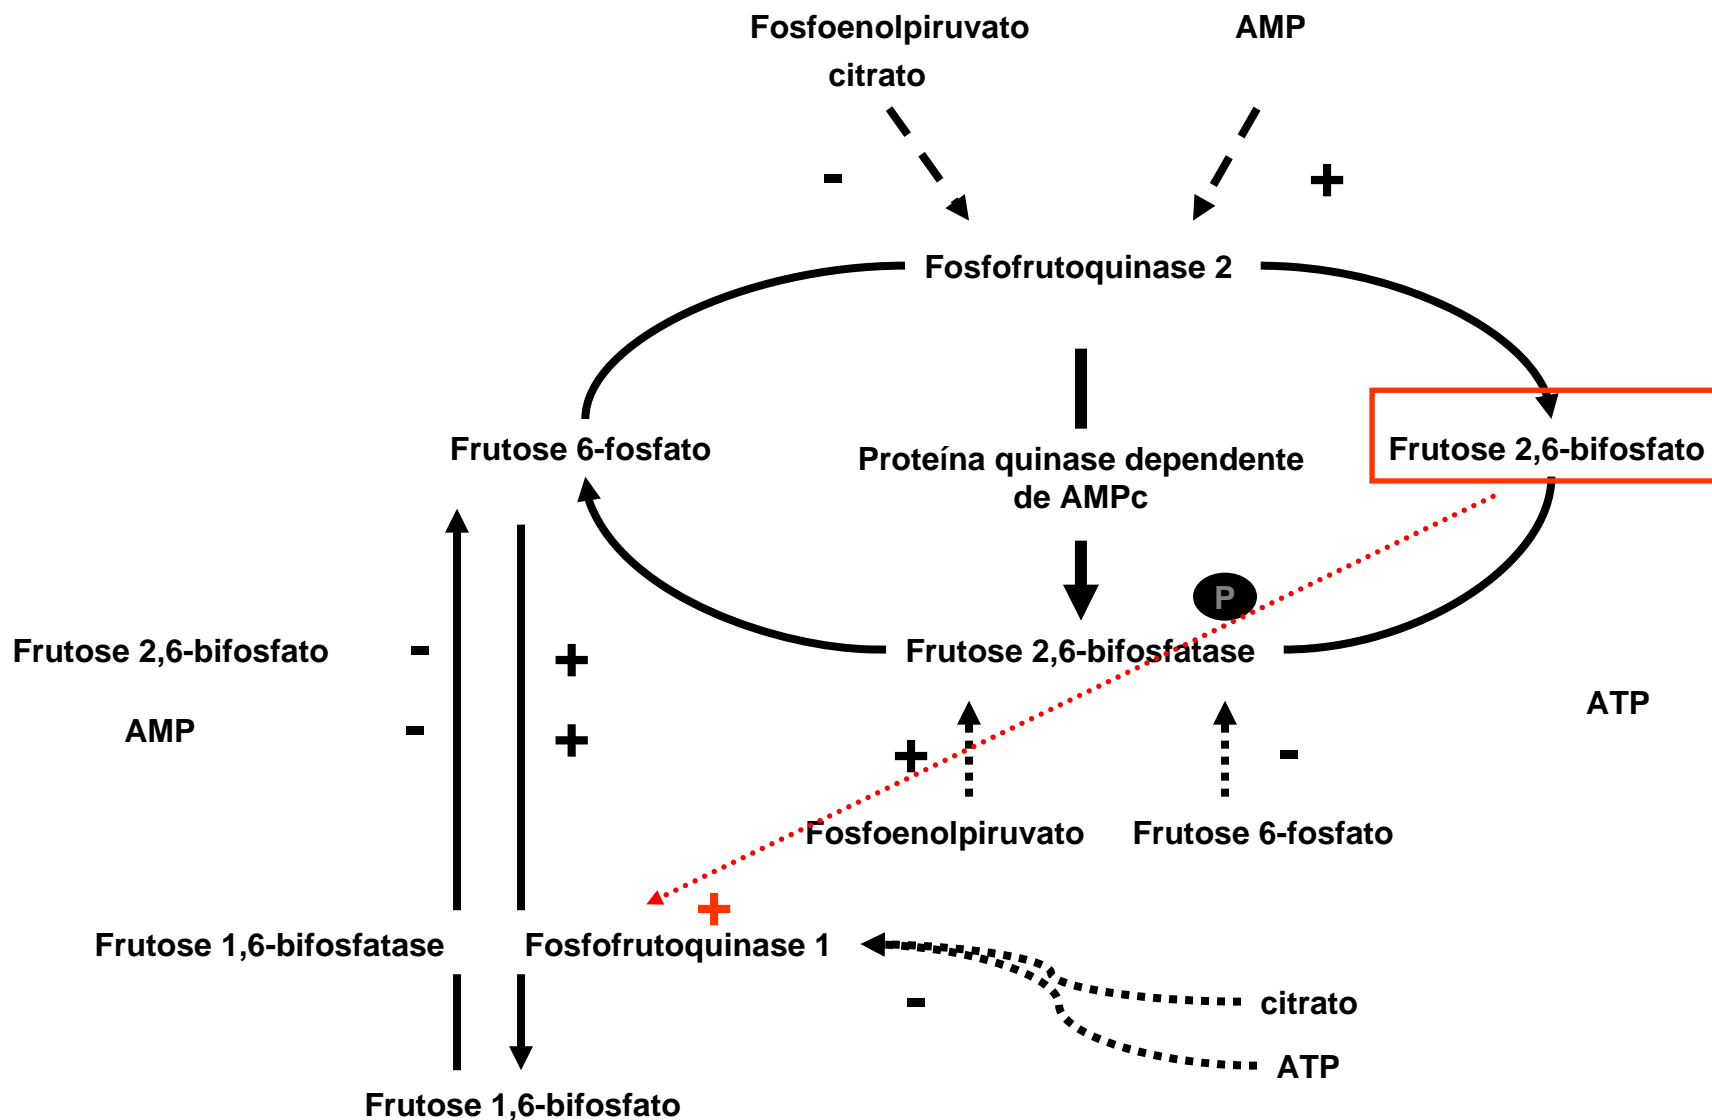 Fosfoenolpiruvato
citrato
AMP
-
+
Fosfofrutoquinase 2
Frutose 6-fosfato
Proteína quinase dependente
de AMPc
Frutose 2,6-bifosfato
P
Frutose 2,6-bifosfato
-
+
Frutose 2,6-bifosfatase
AMP
-
+
ATP
+
-
Fosfoenolpiruvato
Frutose 6-fosfato
+
Frutose 1,6-bifosfatase
Fosfofrutoquinase 1
-
citrato
ATP
Frutose 1,6-bifosfato